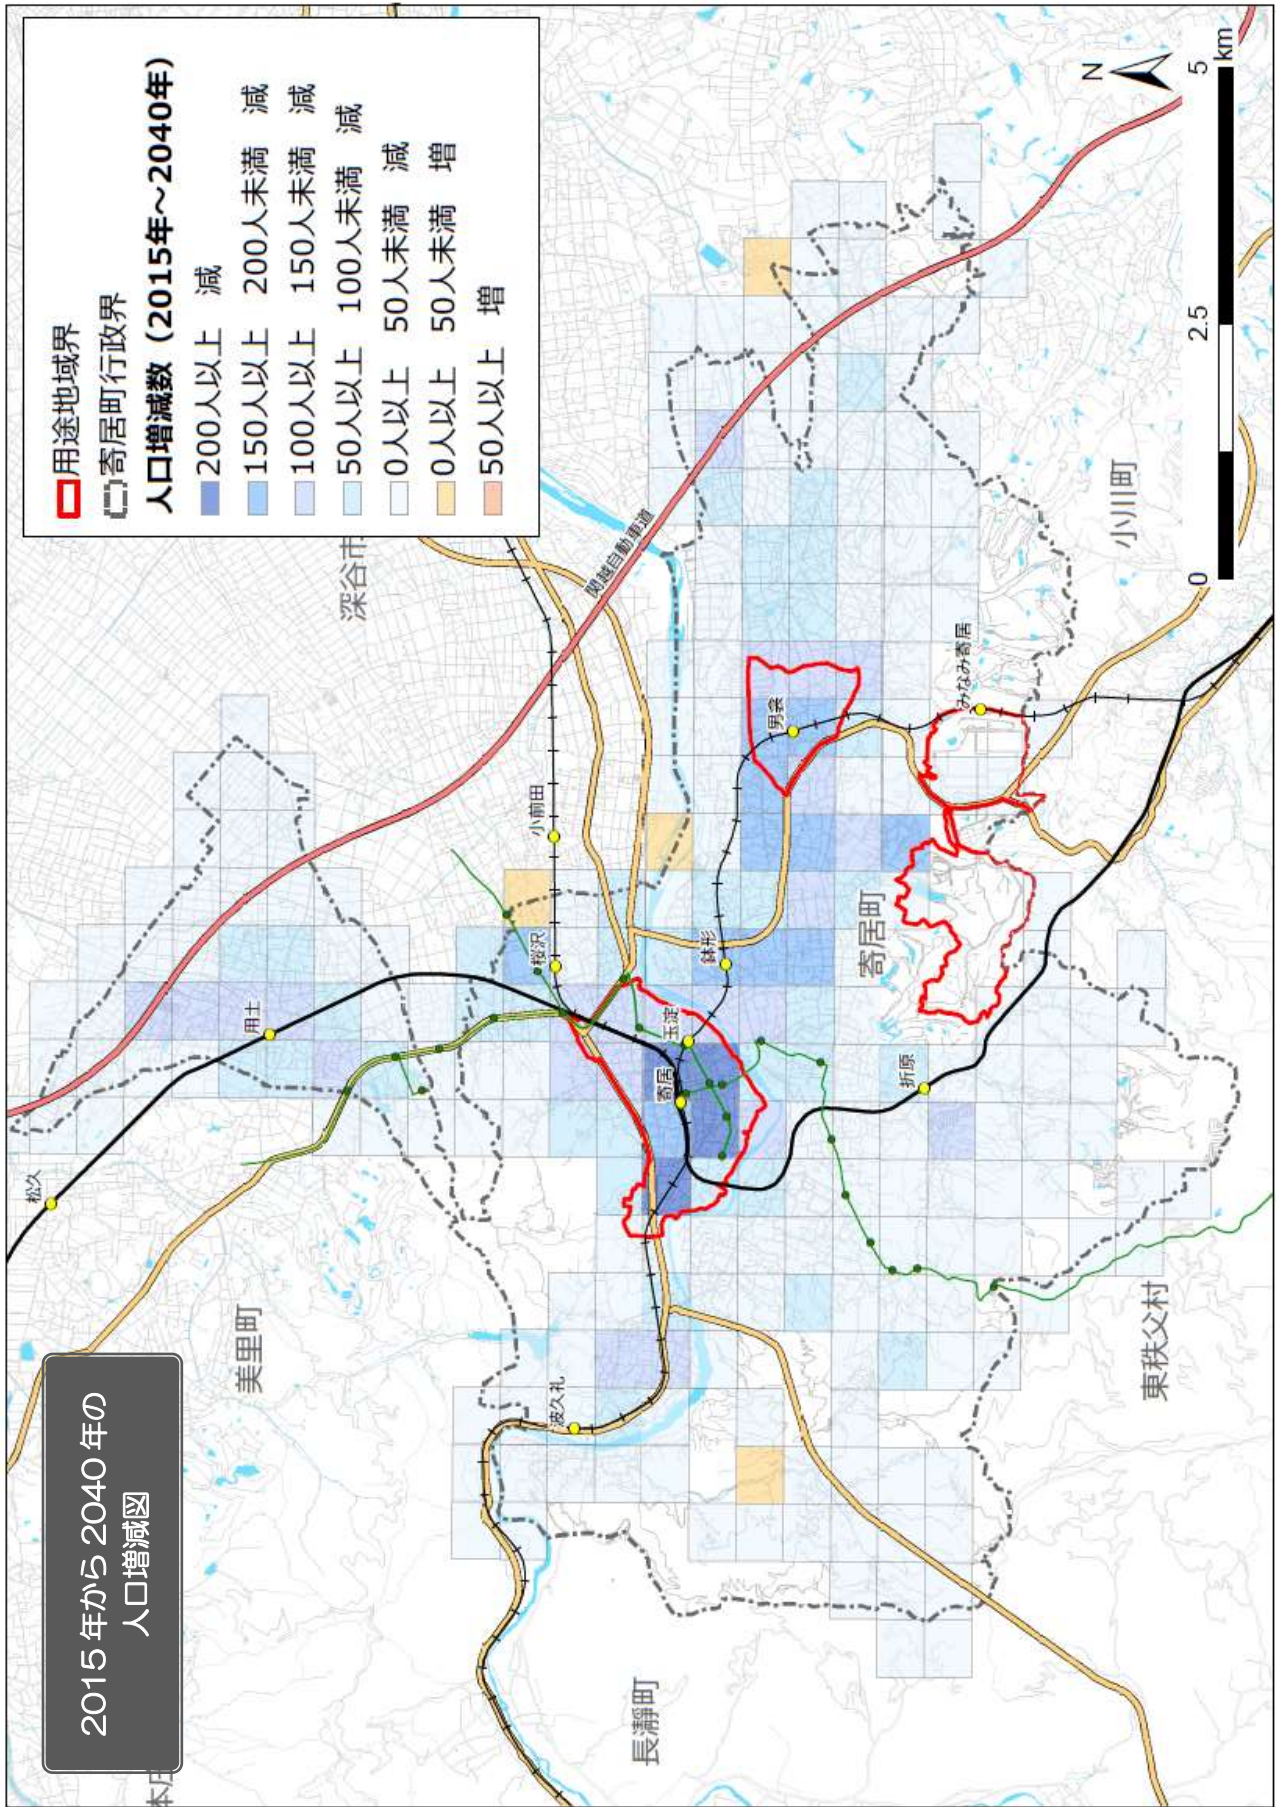 2015年から2040年の
人口増減図
用途地域界
寄居町行政界
人口増減数（2015年～2040年）
200人以上　減
150人以上　200人未満　減
100人以上　150人未満　減
50人以上　100人未満　減
0人以上　50人未満　減
0人以上　50人未満　増
50人以上　増
松久
用土
美里町
深谷市
小前田
桜沢
関越自動車道
波久礼
寄居
玉淀
鉢形
男衾
長瀞町
寄居町
折原
みなみ寄居
東秩父村
小川町
N
0
2.5
5
km